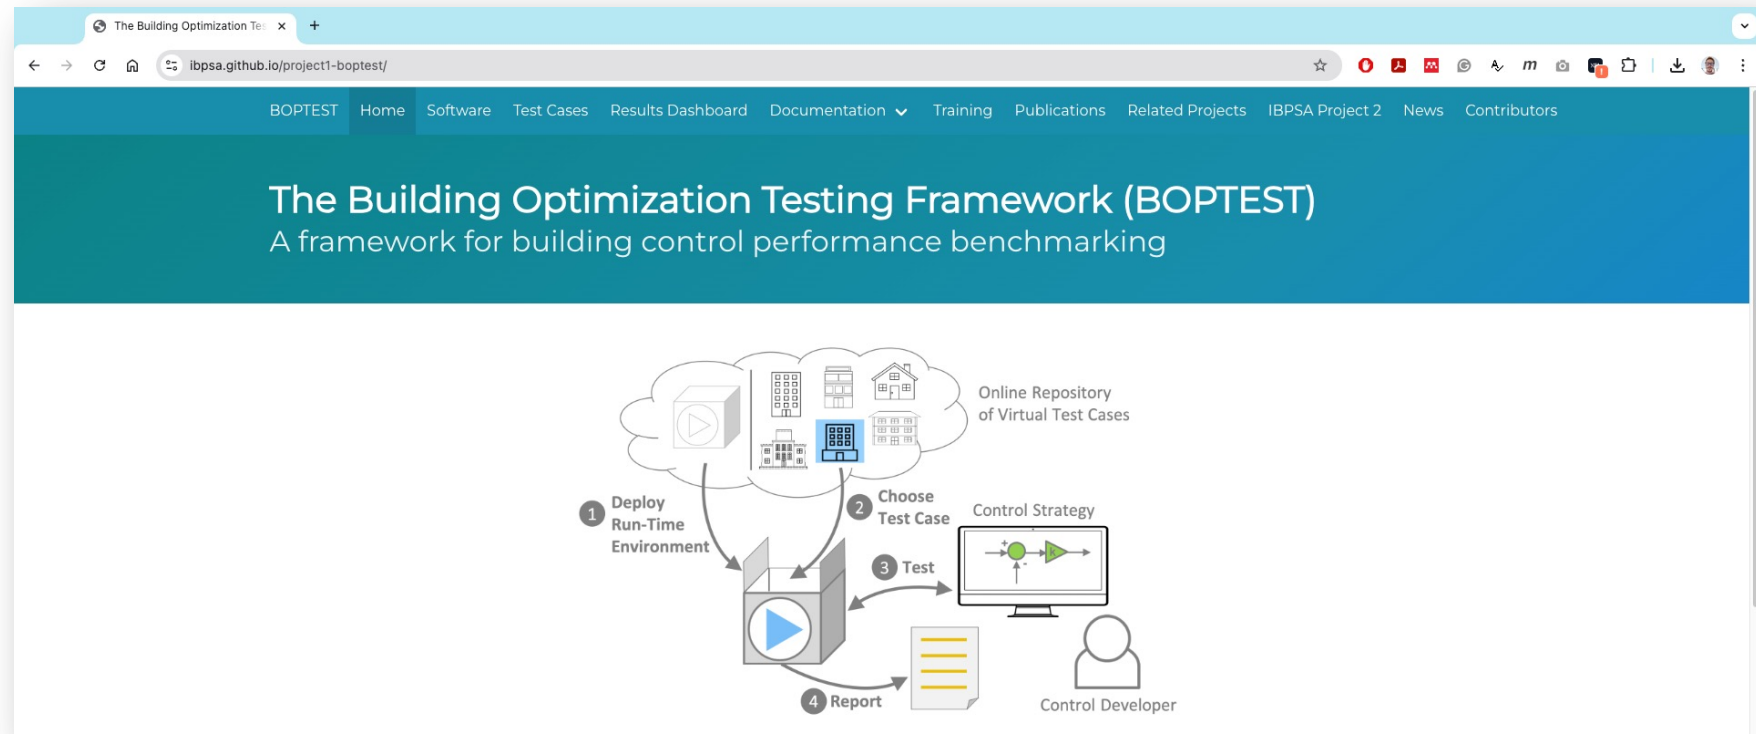 The Building Optimization Tes
ibpsa.github.io/project1-boptest/
BOPTEST Home Software Test Cases Results Dashboard Documentation Training Publications Related Projects IBPSA Project 2 News Contributors
The Building Optimization Testing Framework (BOPTEST)
A framework for building control performance benchmarking
Online Repository
of Virtual Test Cases
1 Deploy
Run-Time
Environment
2 Choose
Test Case
Control Strategy
+
-
k
3 Test
4 Report
Control Developer